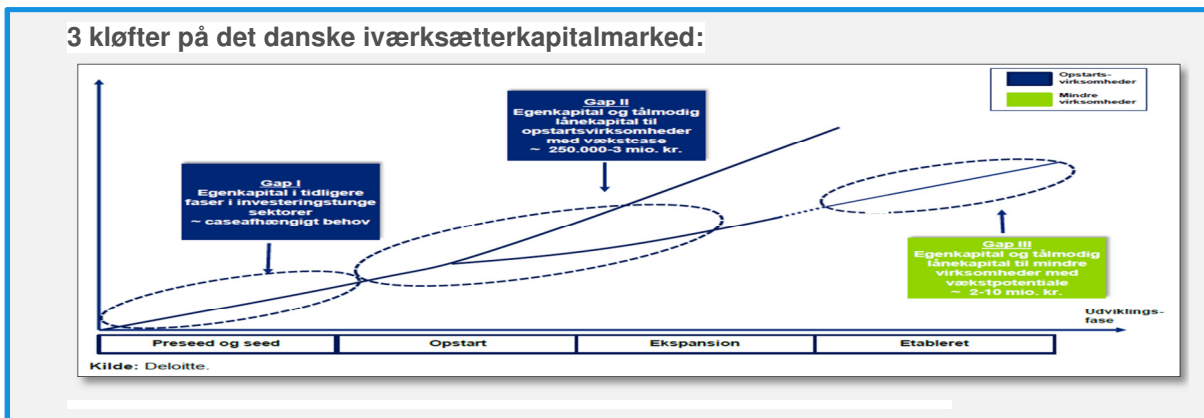 3 kløfter på det danske iværksætterkapitalmarked:
Opstarts-
virksomheder
Mindre
virksomheder
Gap II
Egenkapital og tålmodig
lånekapital til
opstartsvirksomheder
med vækstcase
~ 250.000-3 mio. kr.
Gap I
Egenkapital i tidligere
faser i investeringstunge
sektorer
~ caseafhængigt behov
Gap III
Egenkapital og tålmodig
lånekapital til mindre
virksomheder med
vækstpotentiale
~ 2-10 mio. kr.
Udviklings-
fase
Preseed og seed
Opstart
Ekspansion
Etableret
Kilde: Deloitte.